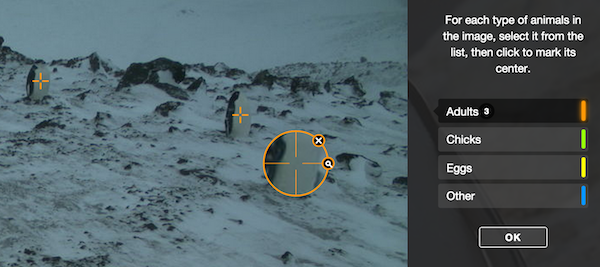 For each type of animals in
the image, select it from the
list, then click to mark its
center.
Adults 3
Chicks
Eggs
Other
OK